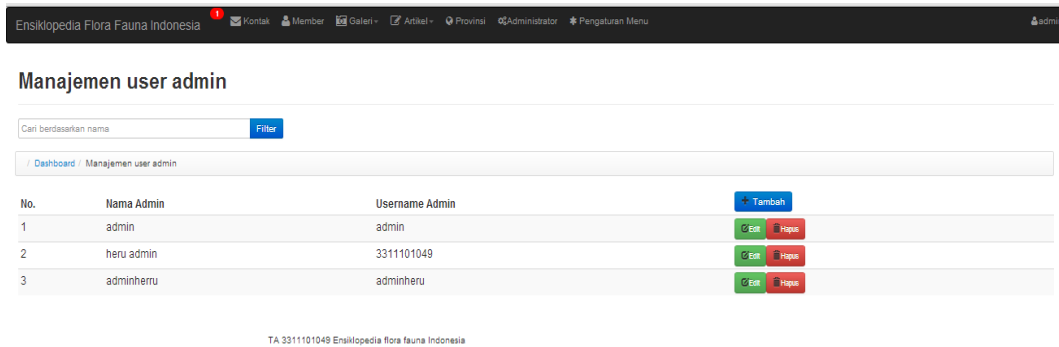 Ensiklopedia Flora Fauna Indonesia 1 Kontak Member Galeri Artikel Provinsi Administrator Pengaturan Menu admin
Manajemen user admin
Cari berdasarkan nama Filter
/ Dashboard / Manajemen user admin
No. Nama Admin Username Admin + Tambah
1 admin admin Edit Hapus
2 heru admin 3311101049 Edit Hapus
3 adminherru adminheru Edit Hapus
TA 3311101049 Ensiklopedia flora fauna Indonesia